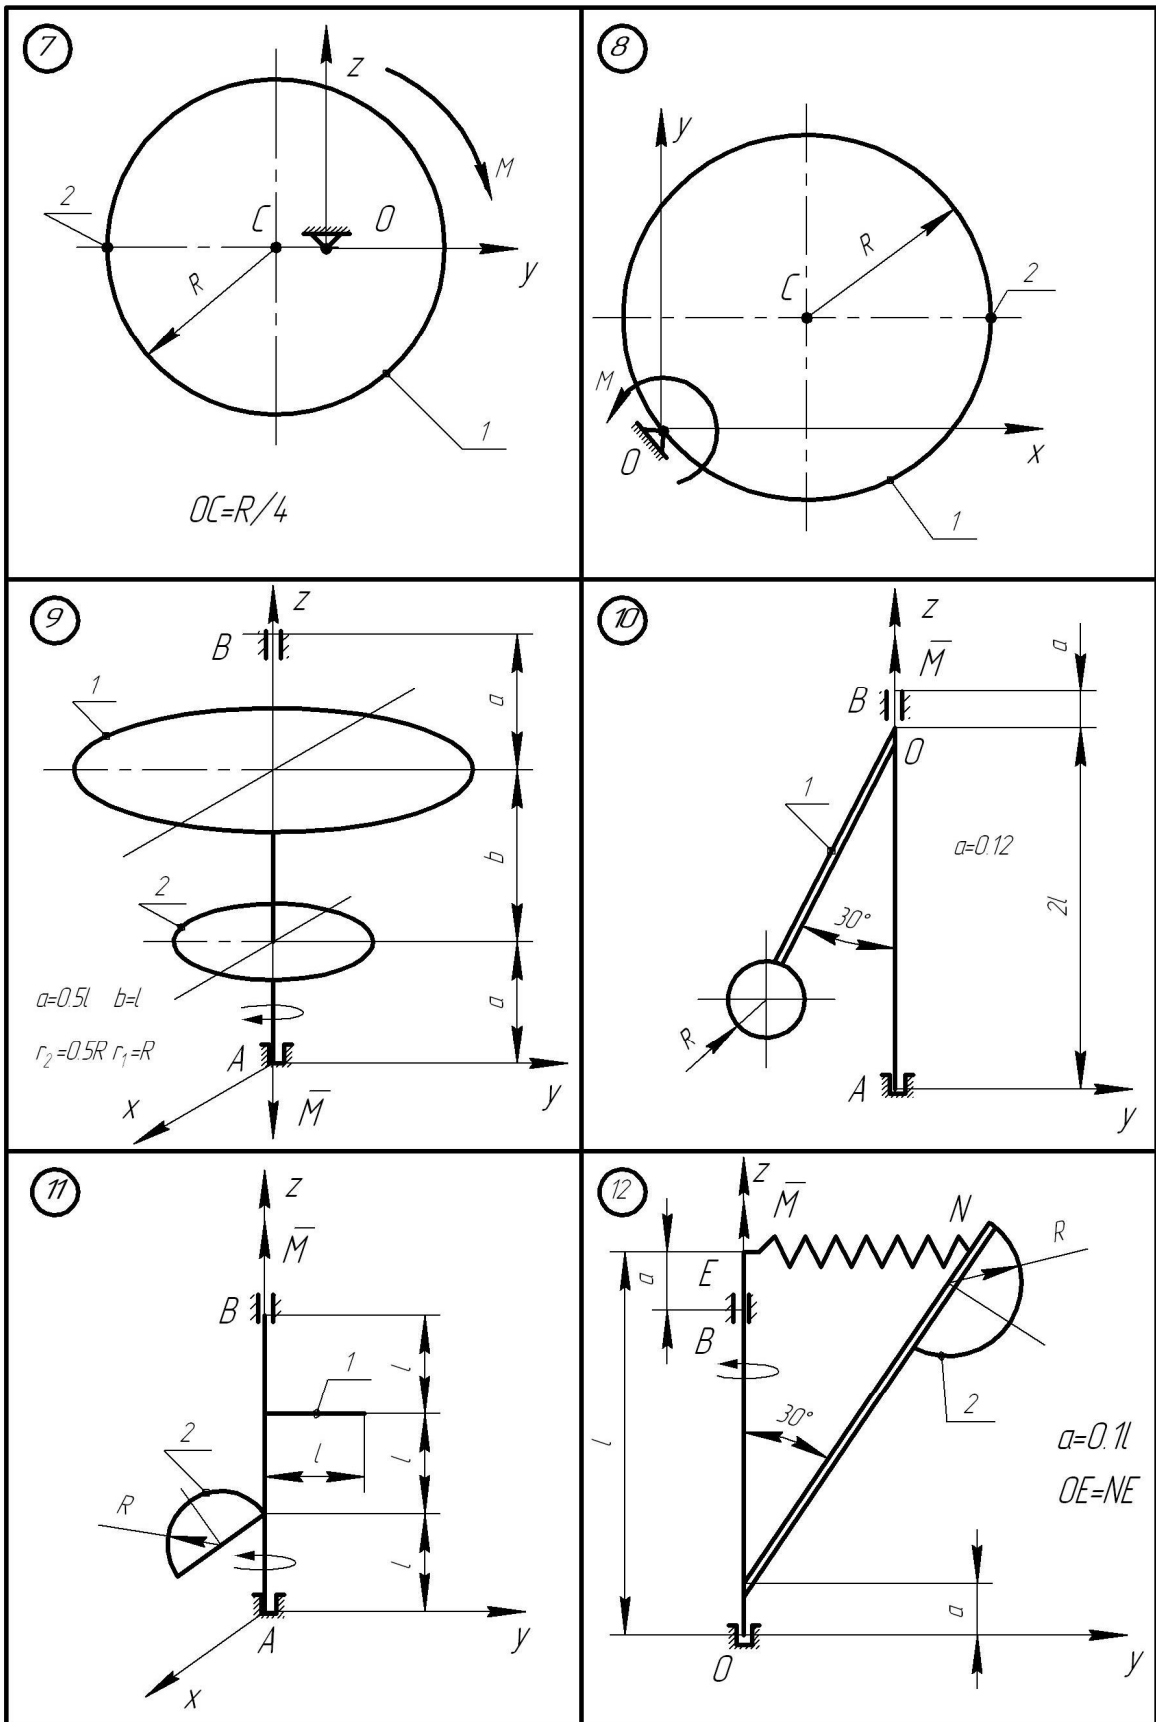 7
z
M
2
C
O
y
R
1
OC=R/4
8
y
R
2
C
M
O
x
1
9
z
B
1
a
b
2
a=0.5l b=l
r₂=0.5R r₁=R
a
A
y
x
M̅
10
z
M̅
a
B
O
1
a=0.12
30°
2l
R
A
y
11
z
M̅
B
l
1
2
l
l
R
l
A
y
x
12
z
M̅
N
R
a
E
B
30°
2
l
a=0.1l
OE=NE
a
O
y